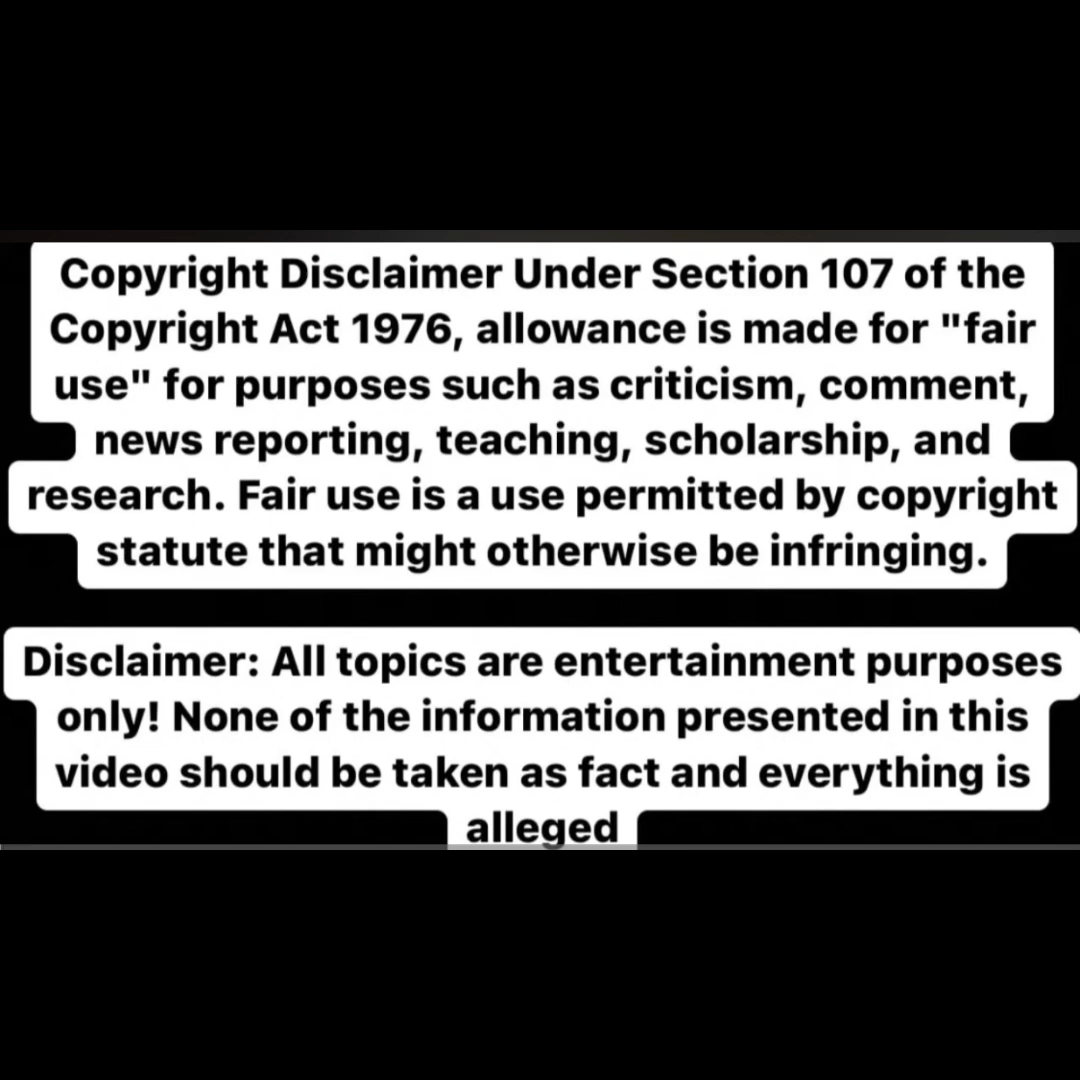 Copyright Disclaimer Under Section 107 of the
Copyright Act 1976, allowance is made for "fair
use" for purposes such as criticism, comment,
news reporting, teaching, scholarship, and
research. Fair use is a use permitted by copyright
statute that might otherwise be infringing.
Disclaimer: All topics are entertainment purposes
only! None of the information presented in this
video should be taken as fact and everything is
alleged